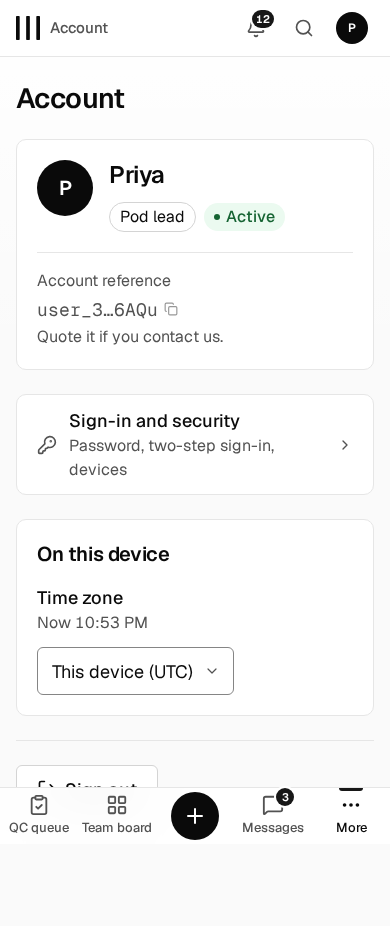 Account
12
P
Account
P
Priya
Pod lead
Active
Account reference
user_3…6AQu
Quote it if you contact us.
Sign-in and security
Password, two-step sign-in,
devices
On this device
Time zone
Now 10:53 PM
This device (UTC)
Sign out
QC queue
Team board
3
Messages
More